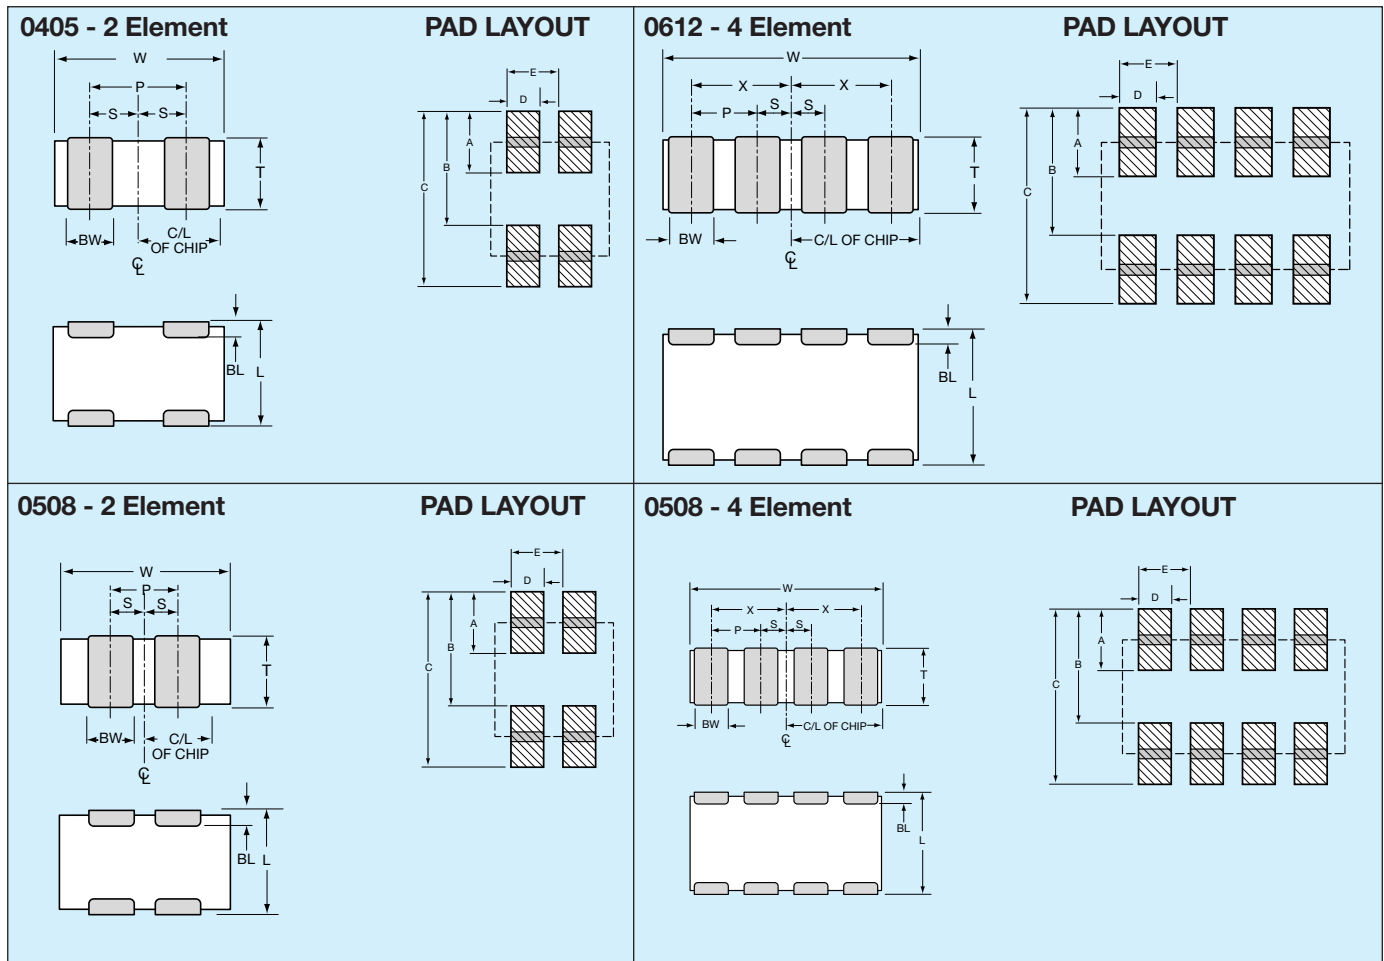 0405 - 2 Element
PAD LAYOUT
W
P
S S
T
BW
C/L
OF CHIP
℄
BL
L
E
D
A
B
C
0612 - 4 Element
PAD LAYOUT
W
X X
P S S
T
BW
C/L OF CHIP
℄
BL
L
E
D
A
B
C
0508 - 2 Element
PAD LAYOUT
W
P
S S
T
BW
C/L
OF CHIP
℄
BL L
E
D
A
B
C
0508 - 4 Element
PAD LAYOUT
W
X X
P S S
T
BW
C/L OF CHIP
℄
BL
L
E
D
A
B
C